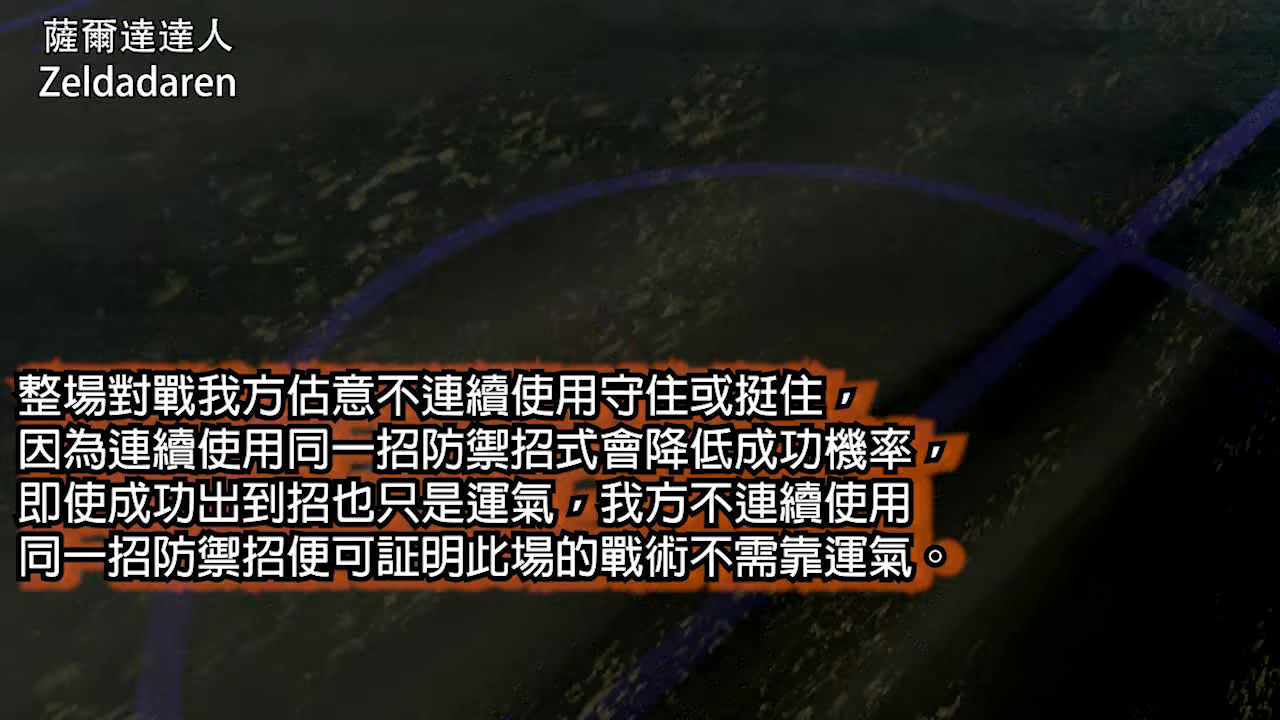 薩爾達達人
Zeldadaren
整場對戰我方估意不連續使用守住或挺住，
因為連續使用同一招防禦招式會降低成功機率，
即使成功出到招也只是運氣，我方不連續使用
同一招防禦招便可証明此場的戰術不需靠運氣。